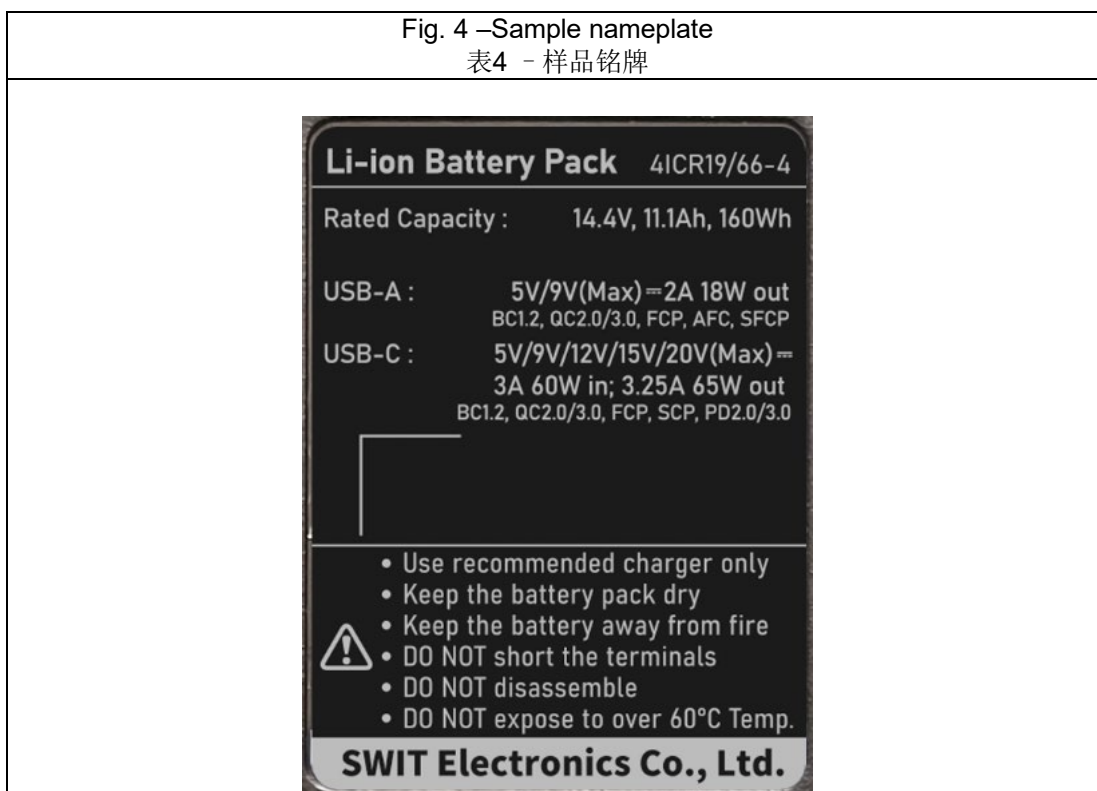 Fig. 4 –Sample nameplate
表4 －样品铭牌
Li-ion Battery Pack 4ICR19/66-4
Rated Capacity : 14.4V, 11.1Ah, 160Wh
USB-A : 5V/9V(Max)⎓2A 18W out
BC1.2, QC2.0/3.0, FCP, AFC, SFCP
USB-C : 5V/9V/12V/15V/20V(Max)⎓
3A 60W in; 3.25A 65W out
BC1.2, QC2.0/3.0, FCP, SCP, PD2.0/3.0
• Use recommended charger only
• Keep the battery pack dry
• Keep the battery away from fire
• DO NOT short the terminals
• DO NOT disassemble
• DO NOT expose to over 60°C Temp.
SWIT Electronics Co., Ltd.